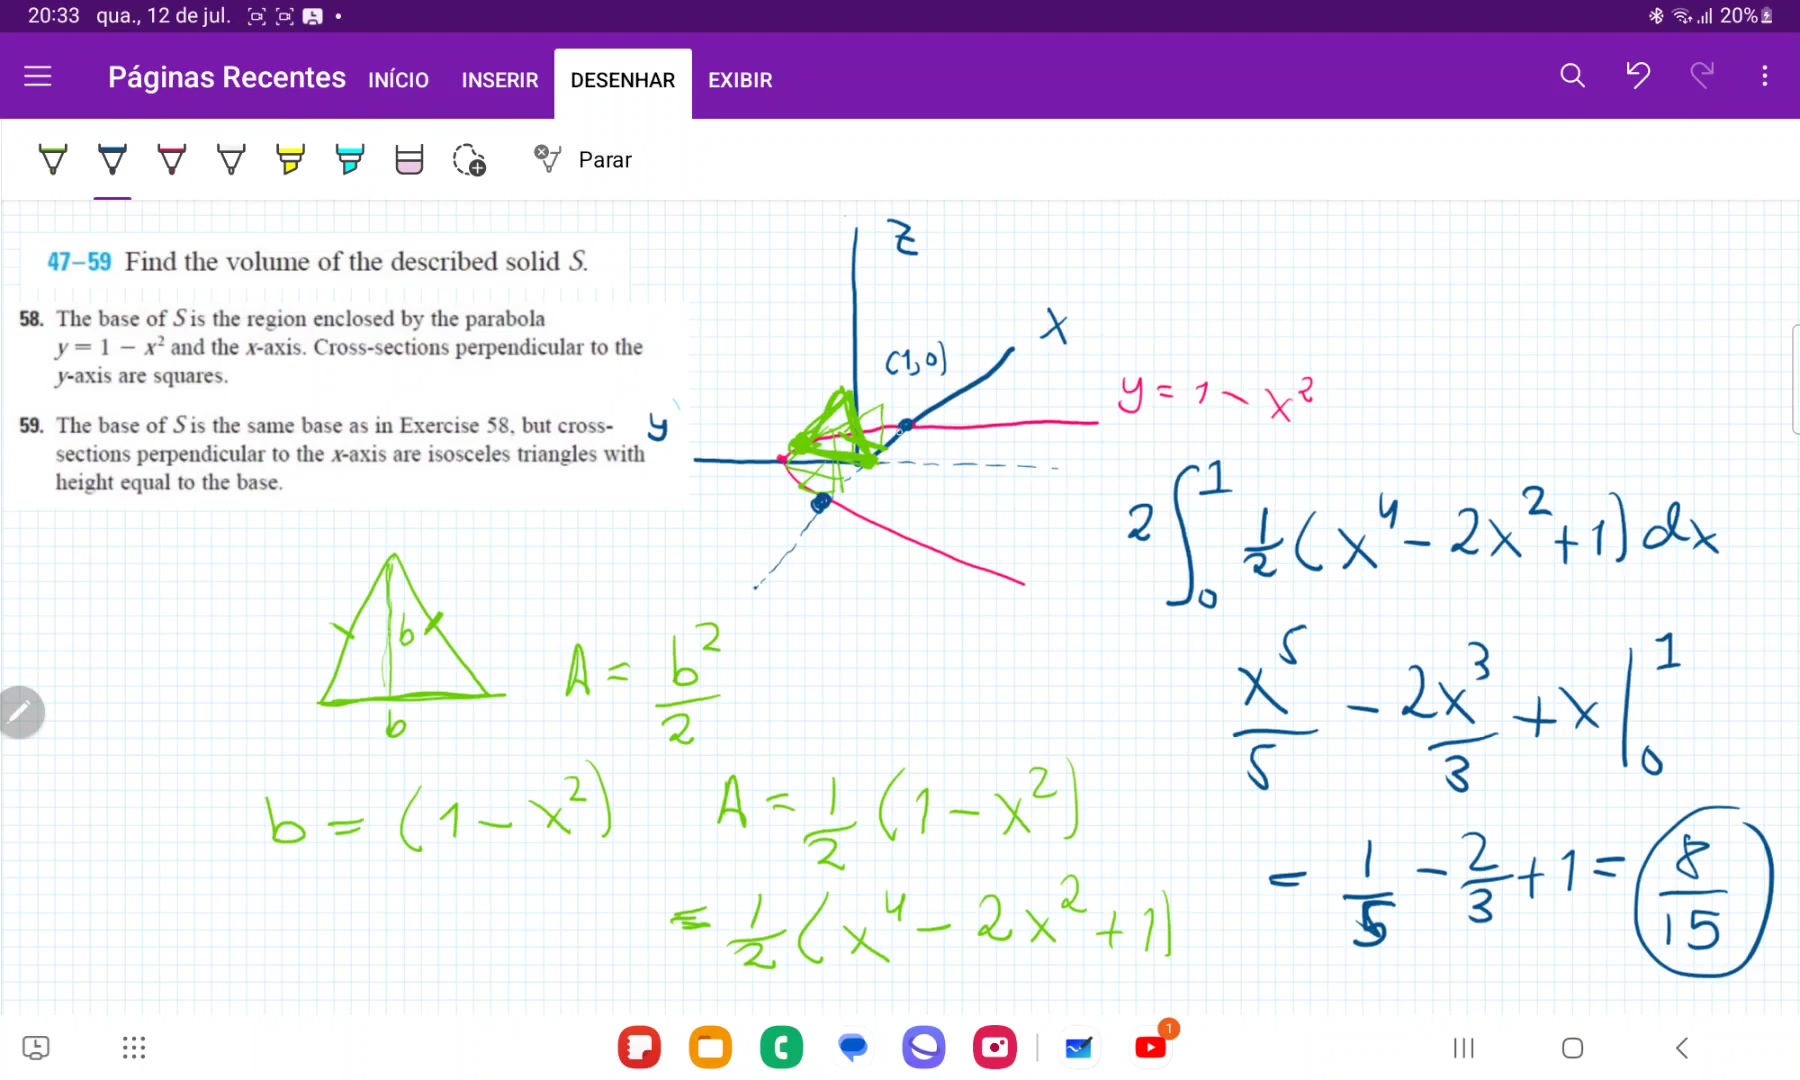 20:33 qua., 12 de jul. 20%
Páginas Recentes INÍCIO INSERIR DESENHAR EXIBIR
Parar
47–59 Find the volume of the described solid S.
58. The base of S is the region enclosed by the parabola
y = 1 − x² and the x-axis. Cross-sections perpendicular to the
y-axis are squares.
59. The base of S is the same base as in Exercise 58, but cross-
sections perpendicular to the x-axis are isosceles triangles with
height equal to the base.
z
x
(1,0)
y = 1 - x²
y
b
b
A = b²/2
b = (1 - x²)
A = 1/2 (1 - x²)
= 1/2 (x⁴ - 2x² + 1)
2 ∫₀¹ 1/2 (x⁴ - 2x² + 1) dx
x⁵/5 - 2x³/3 + x |₀¹
= 1/5 - 2/3 + 1 = 8/15
1